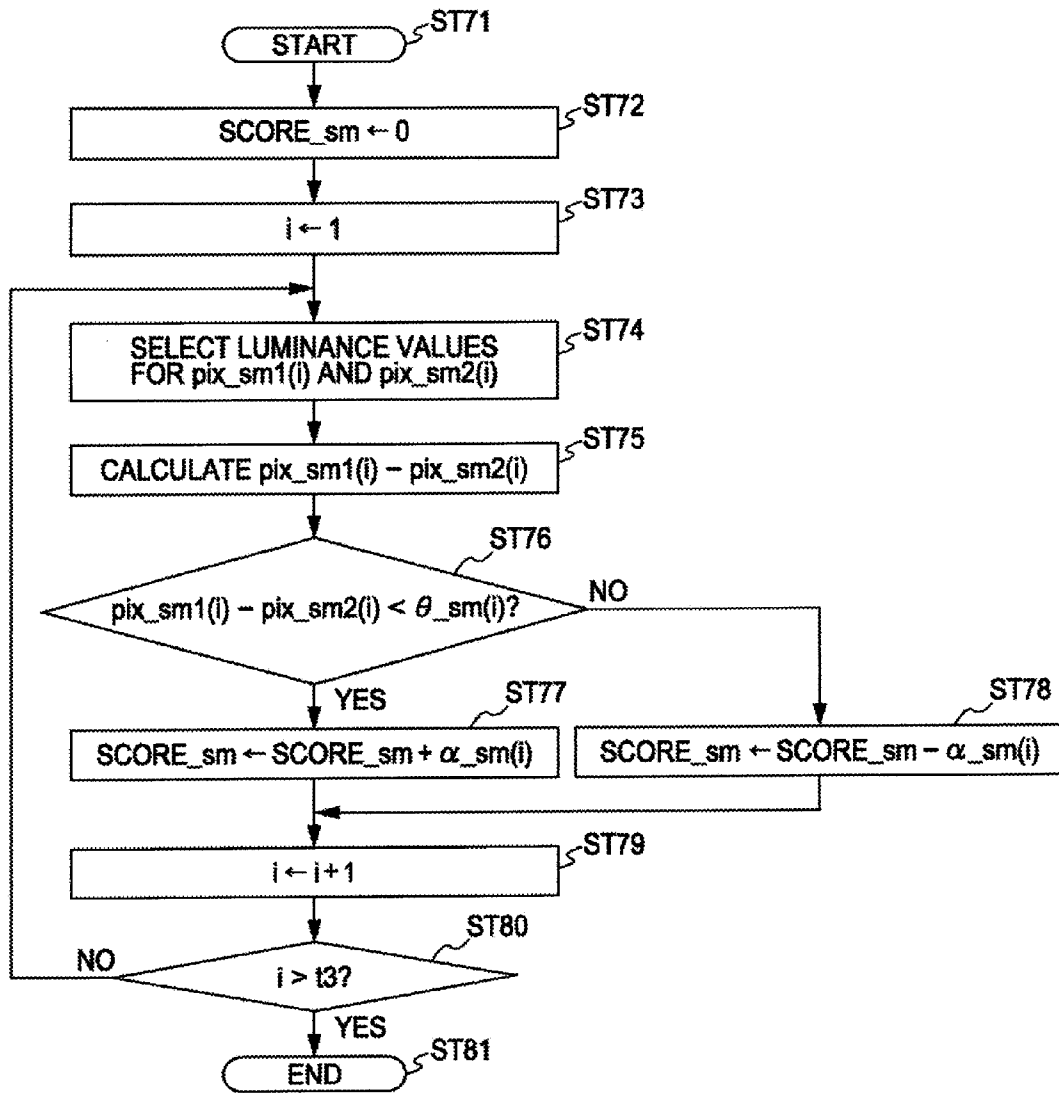 START
ST71
SCORE_sm ← 0
ST72
i ← 1
ST73
SELECT LUMINANCE VALUES
FOR pix_sm1(i) AND pix_sm2(i)
ST74
CALCULATE pix_sm1(i) – pix_sm2(i)
ST75
ST76
pix_sm1(i) – pix_sm2(i) < θ_sm(i)?
NO
YES
ST77
SCORE_sm ← SCORE_sm + α_sm(i)
ST78
SCORE_sm ← SCORE_sm – α_sm(i)
ST79
i ← i + 1
ST80
NO
i > t3?
YES
END
ST81